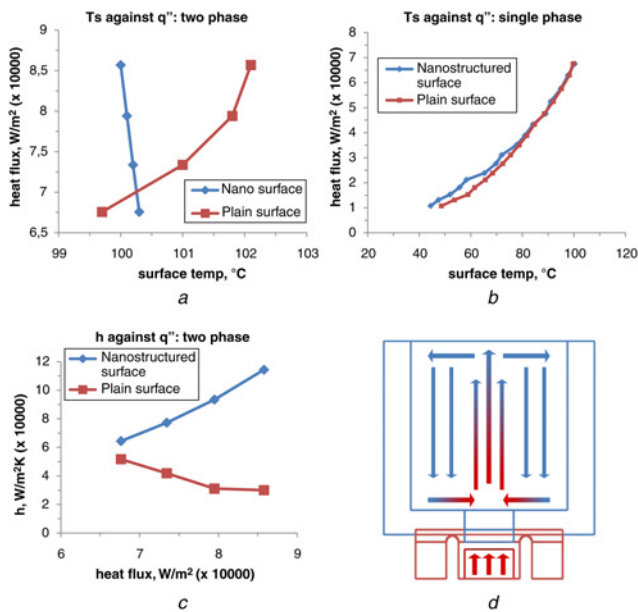 Ts against q": two phase
heat flux, W/m² (x 10000)
9
8,5
8
7,5
7
6,5
99
100
101
102
103
Nano surface
Plain surface
surface temp, °C
a
Ts against q": single phase
heat flux, W/m² (x 10000)
8
7
6
5
4
3
2
1
0
20
40
60
80
100
120
Nanostructured
surface
Plain surface
surface temp, °C
b
h against q": two phase
h, W/m²K (x 10000)
12
10
8
6
4
2
0
6
7
8
9
Nanostructured
surface
Plain surface
heat flux, W/m² (x 10000)
c
d